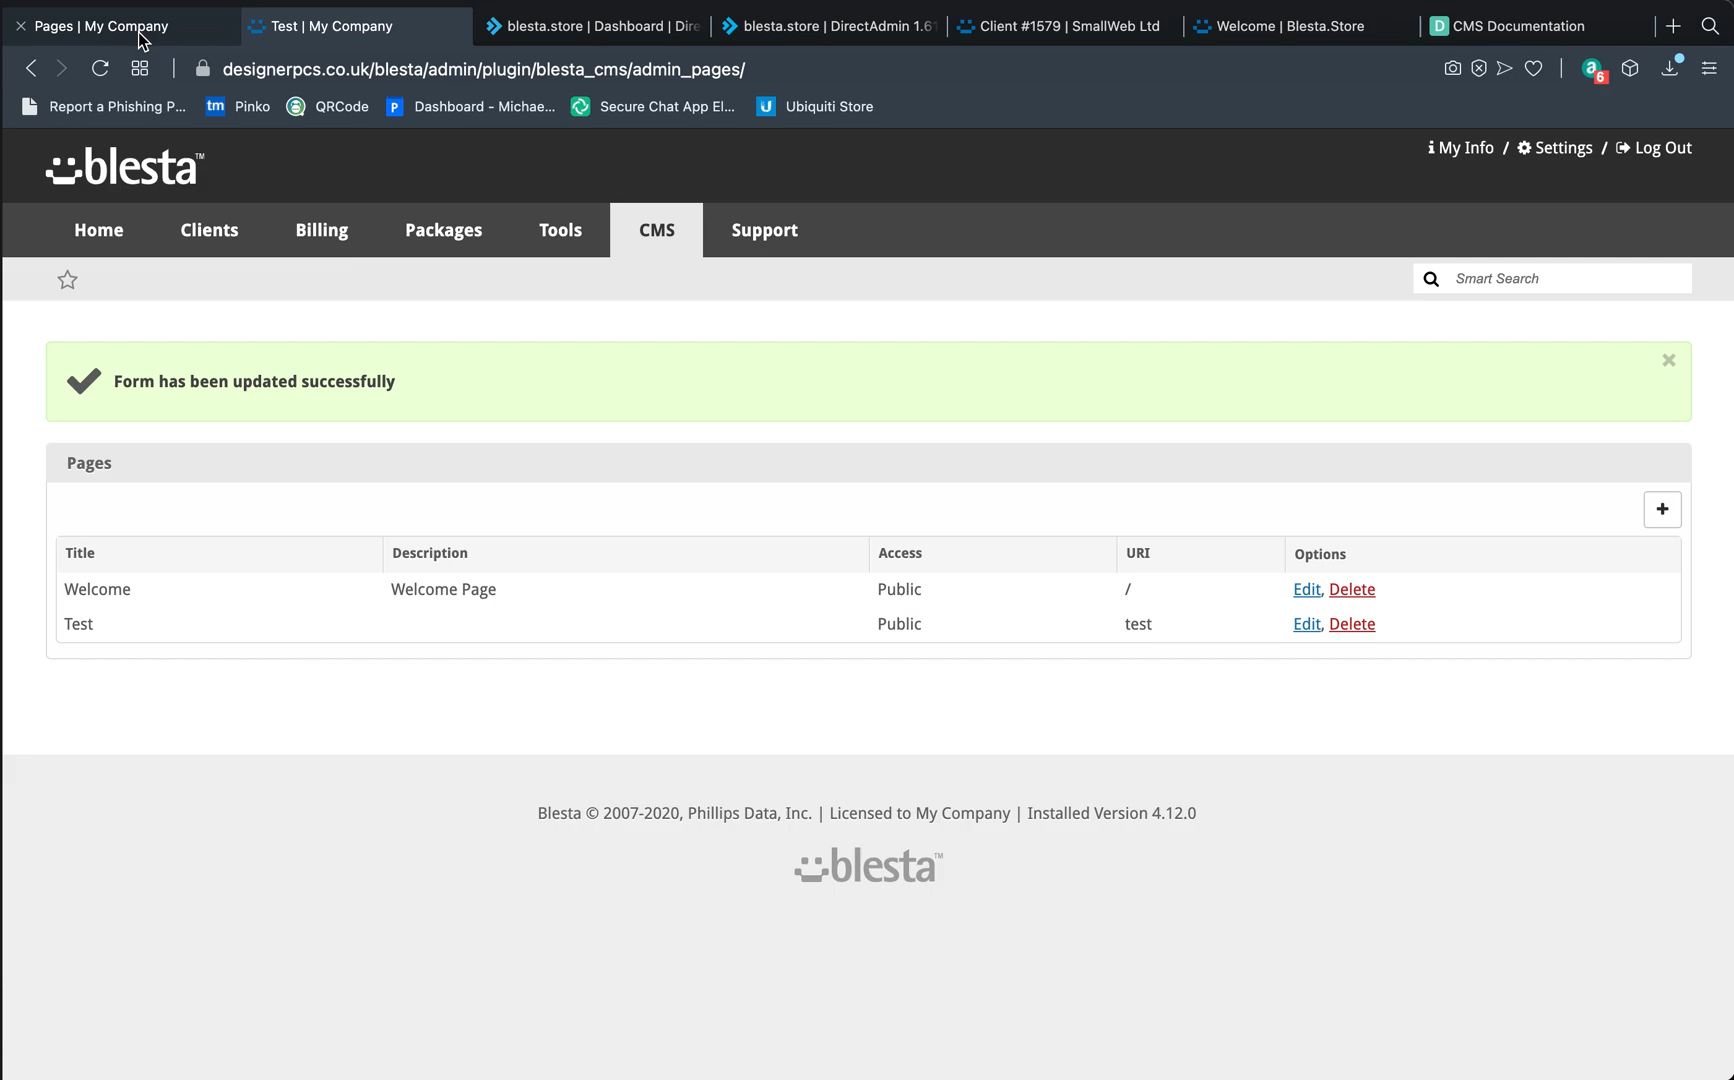 Pages | My Company
Test | My Company
blesta.store | Dashboard | Dire
blesta.store | DirectAdmin 1.61
Client #1579 | SmallWeb Ltd
Welcome | Blesta.Store
D CMS Documentation
designerpcs.co.uk/blesta/admin/plugin/blesta_cms/admin_pages/
a 6
Report a Phishing P...
tm Pinko
QRCode
P Dashboard - Michae...
Secure Chat App El...
U Ubiquiti Store
blesta™
My Info / Settings / Log Out
Home Clients Billing Packages Tools CMS Support
Smart Search
Form has been updated successfully
Pages
Title Description Access URI Options
Welcome Welcome Page Public / Edit, Delete
Test Public test Edit, Delete
Blesta © 2007-2020, Phillips Data, Inc. | Licensed to My Company | Installed Version 4.12.0
blesta™